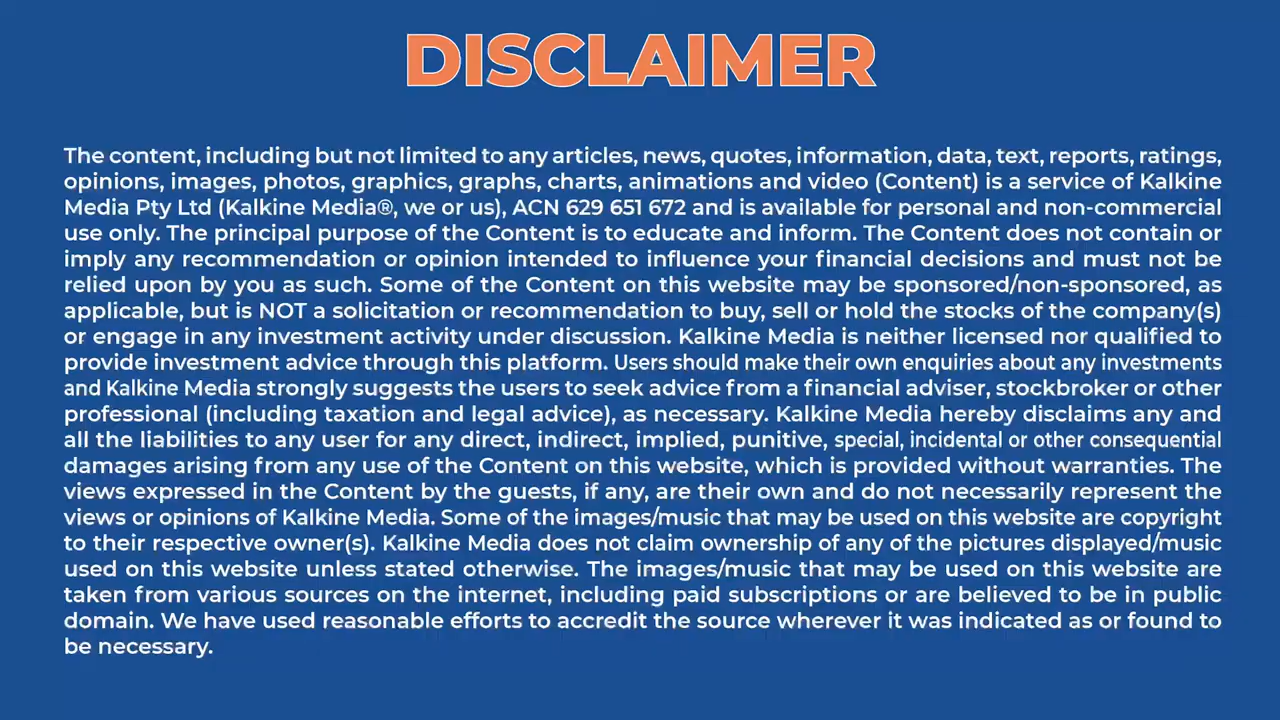 DISCLAIMER
The content, including but not limited to any articles, news, quotes, information, data, text, reports, ratings,
opinions, images, photos, graphics, graphs, charts, animations and video (Content) is a service of Kalkine
Media Pty Ltd (Kalkine Media®, we or us), ACN 629 651 672 and is available for personal and non-commercial
use only. The principal purpose of the Content is to educate and inform. The Content does not contain or
imply any recommendation or opinion intended to influence your financial decisions and must not be
relied upon by you as such. Some of the Content on this website may be sponsored/non-sponsored, as
applicable, but is NOT a solicitation or recommendation to buy, sell or hold the stocks of the company(s)
or engage in any investment activity under discussion. Kalkine Media is neither licensed nor qualified to
provide investment advice through this platform. Users should make their own enquiries about any investments
and Kalkine Media strongly suggests the users to seek advice from a financial adviser, stockbroker or other
professional (including taxation and legal advice), as necessary. Kalkine Media hereby disclaims any and
all the liabilities to any user for any direct, indirect, implied, punitive, special, incidental or other consequential
damages arising from any use of the Content on this website, which is provided without warranties. The
views expressed in the Content by the guests, if any, are their own and do not necessarily represent the
views or opinions of Kalkine Media. Some of the images/music that may be used on this website are copyright
to their respective owner(s). Kalkine Media does not claim ownership of any of the pictures displayed/music
used on this website unless stated otherwise. The images/music that may be used on this website are
taken from various sources on the internet, including paid subscriptions or are believed to be in public
domain. We have used reasonable efforts to accredit the source wherever it was indicated as or found to
be necessary.